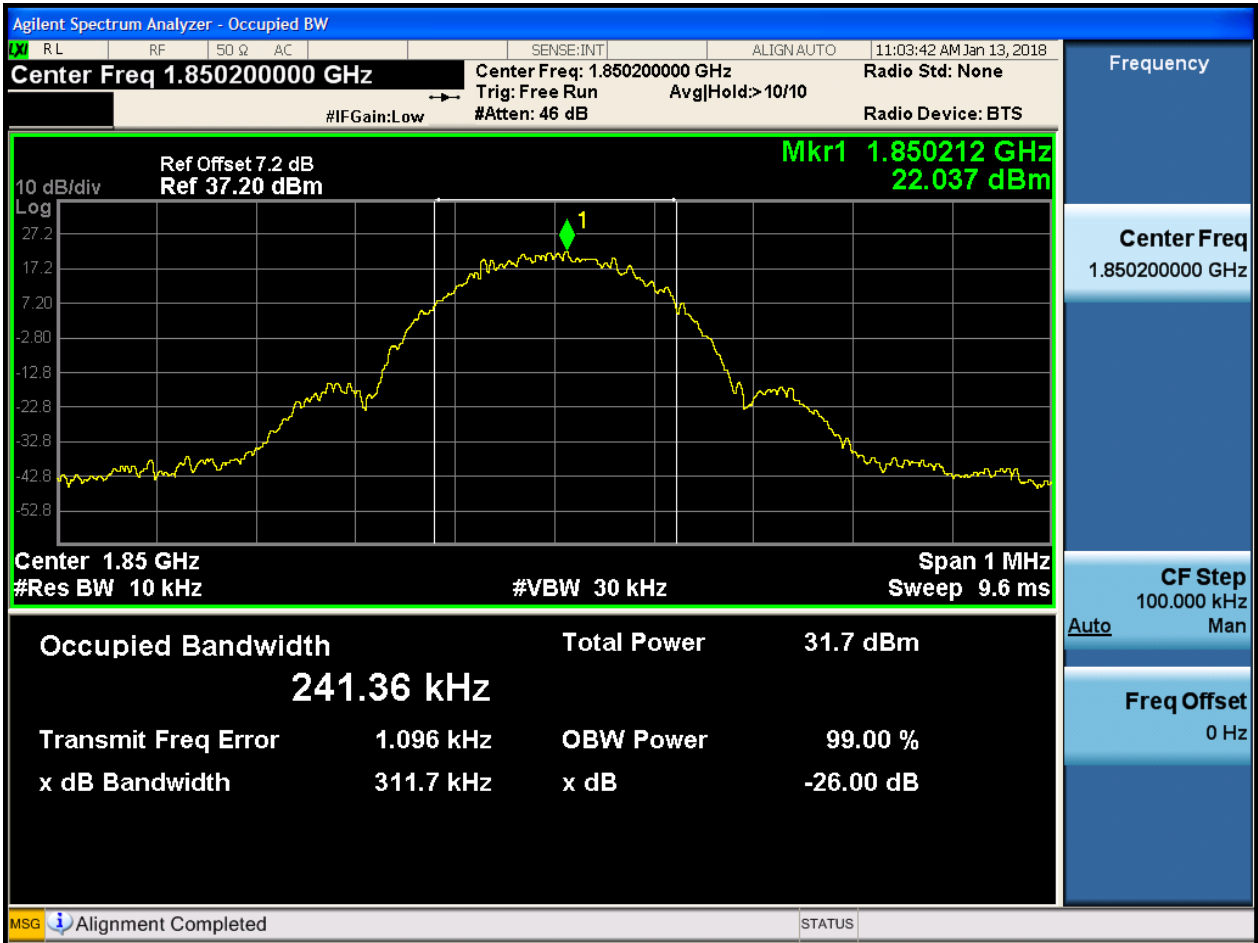 Agilent Spectrum Analyzer - Occupied BW
LXI RL RF 50 Ω AC SENSE:INT ALIGN AUTO 11:03:42 AM Jan 13, 2018
Center Freq 1.850200000 GHz
Center Freq: 1.850200000 GHz Radio Std: None
Trig: Free Run Avg|Hold:>10/10
#IFGain:Low #Atten: 46 dB Radio Device: BTS
Mkr1 1.850212 GHz
22.037 dBm
Ref Offset 7.2 dB
10 dB/div Ref 37.20 dBm
Log
27.2
17.2
7.20
-2.80
-12.8
-22.8
-32.8
-42.8
-52.8
1
Center 1.85 GHz Span 1 MHz
#Res BW 10 kHz #VBW 30 kHz Sweep 9.6 ms
Occupied Bandwidth Total Power 31.7 dBm
241.36 kHz
Transmit Freq Error 1.096 kHz OBW Power 99.00 %
x dB Bandwidth 311.7 kHz x dB -26.00 dB
Frequency
Center Freq
1.850200000 GHz
CF Step
100.000 kHz
Auto Man
Freq Offset
0 Hz
MSG Alignment Completed STATUS